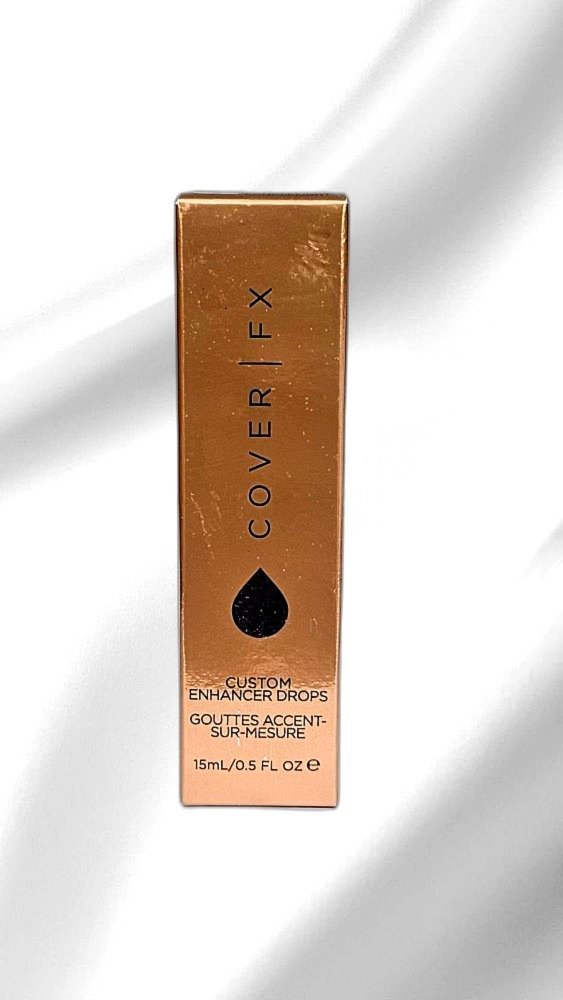 COVER | FX
CUSTOM
ENHANCER DROPS
GOUTTES ACCENT-
SUR-MESURE
15mL/0.5 FL OZ ℮